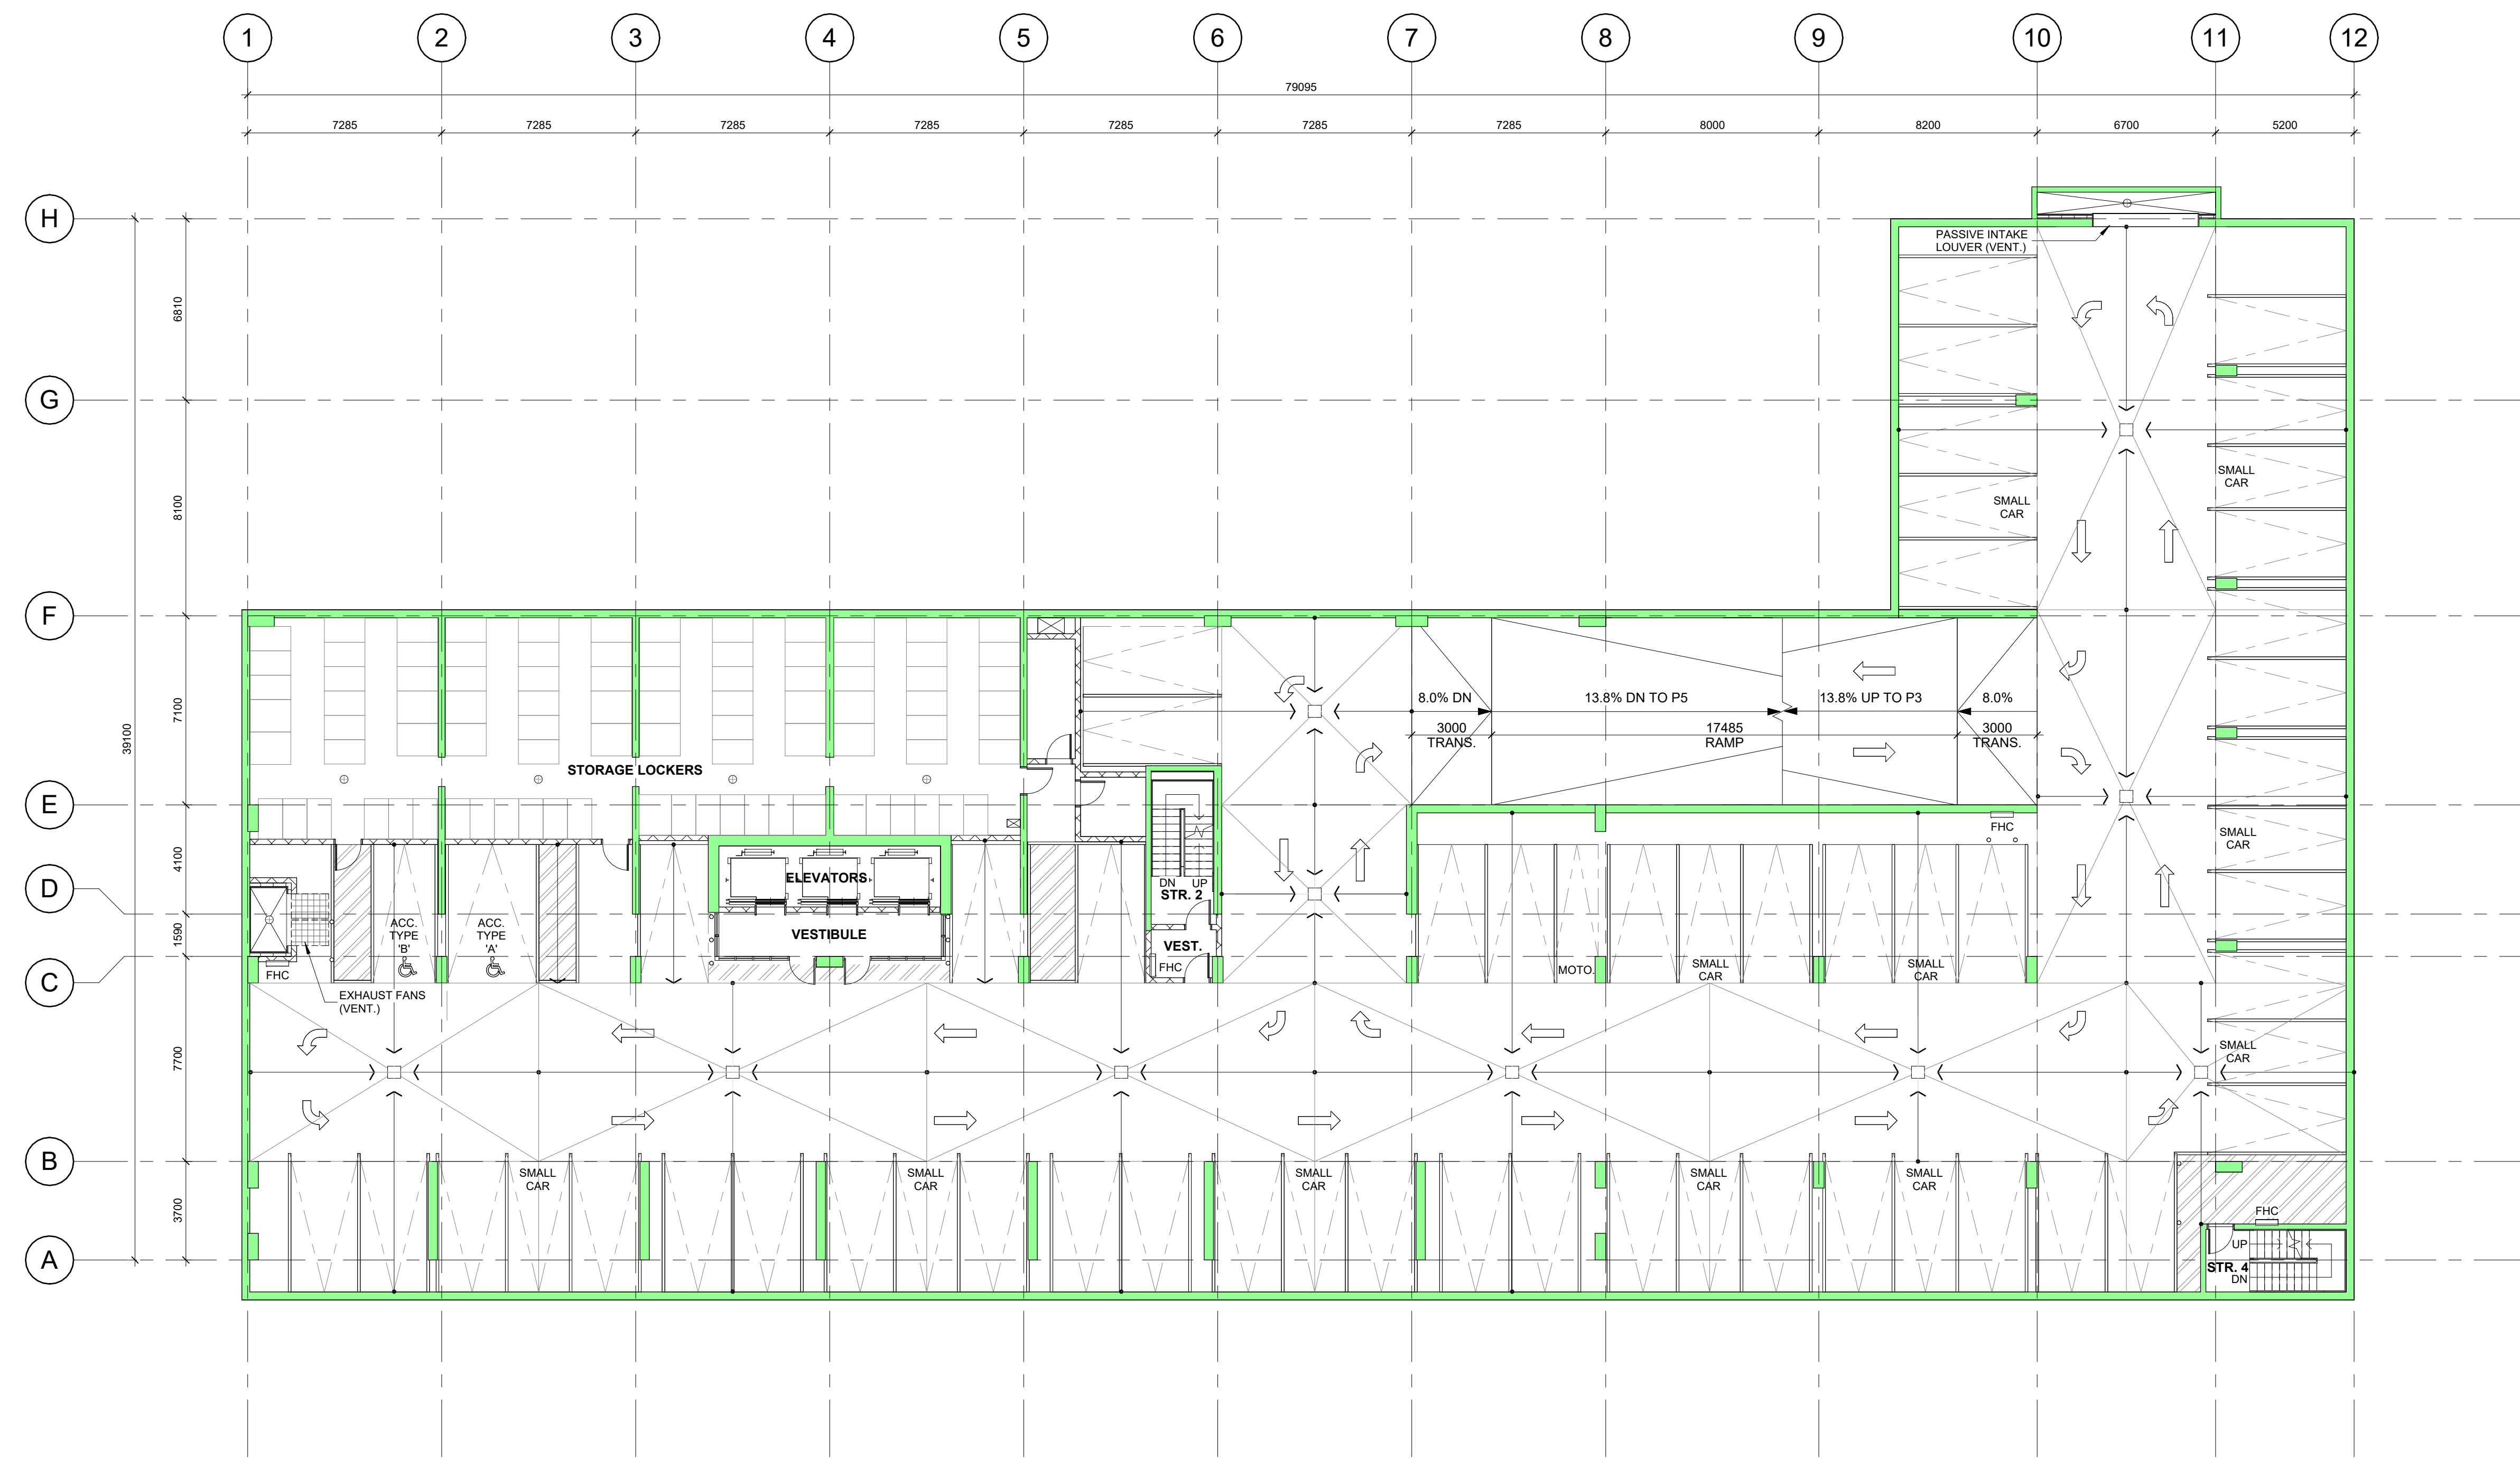 1 2 3 4 5 6 7 8 9 10 11 12
79095
7285 7285 7285 7285 7285 7285 7285 8000 8200 6700 5200
H
G
F
E
D
C
B
A
39100
6810
8100
7100
4100
1590
7700
3700
PASSIVE INTAKE
LOUVER (VENT.)
SMALL
CAR
SMALL
CAR
8.0% DN
13.8% DN TO P5
13.8% UP TO P3
8.0%
3000
TRANS.
17485
RAMP
3000
TRANS.
STORAGE LOCKERS
FHC
SMALL
CAR
ELEVATORS
DN UP
STR. 2
ACC.
TYPE
'B'
ACC.
TYPE
'A'
VESTIBULE
VEST.
FHC
FHC
MOTO.
SMALL
CAR
SMALL
CAR
EXHAUST FANS
(VENT.)
SMALL
CAR
SMALL
CAR
SMALL
CAR
SMALL
CAR
SMALL
CAR
SMALL
CAR
FHC
UP
STR. 4
DN